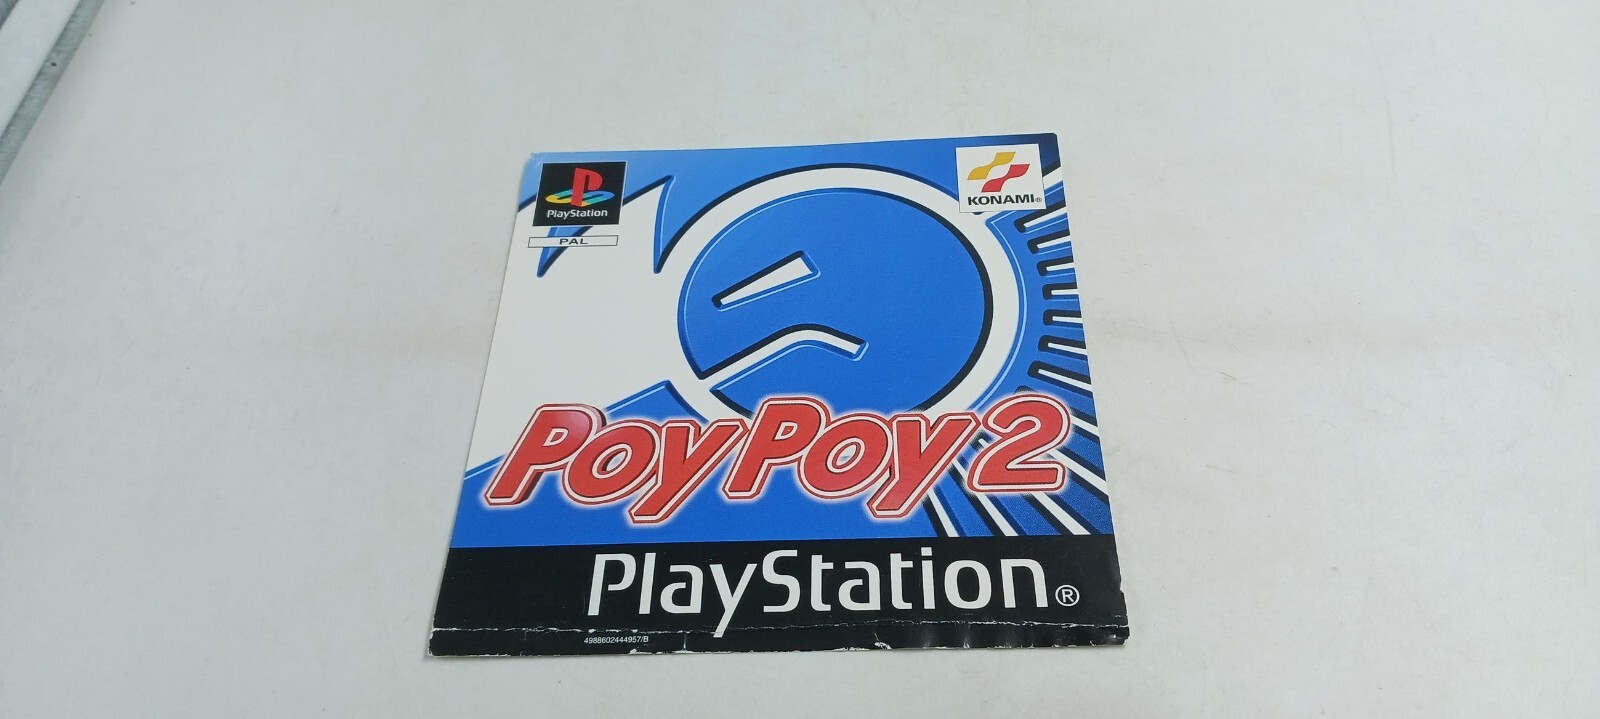 PlayStation
PAL
KONAMI®
PoyPoy2
PlayStation®
4988602444957/B